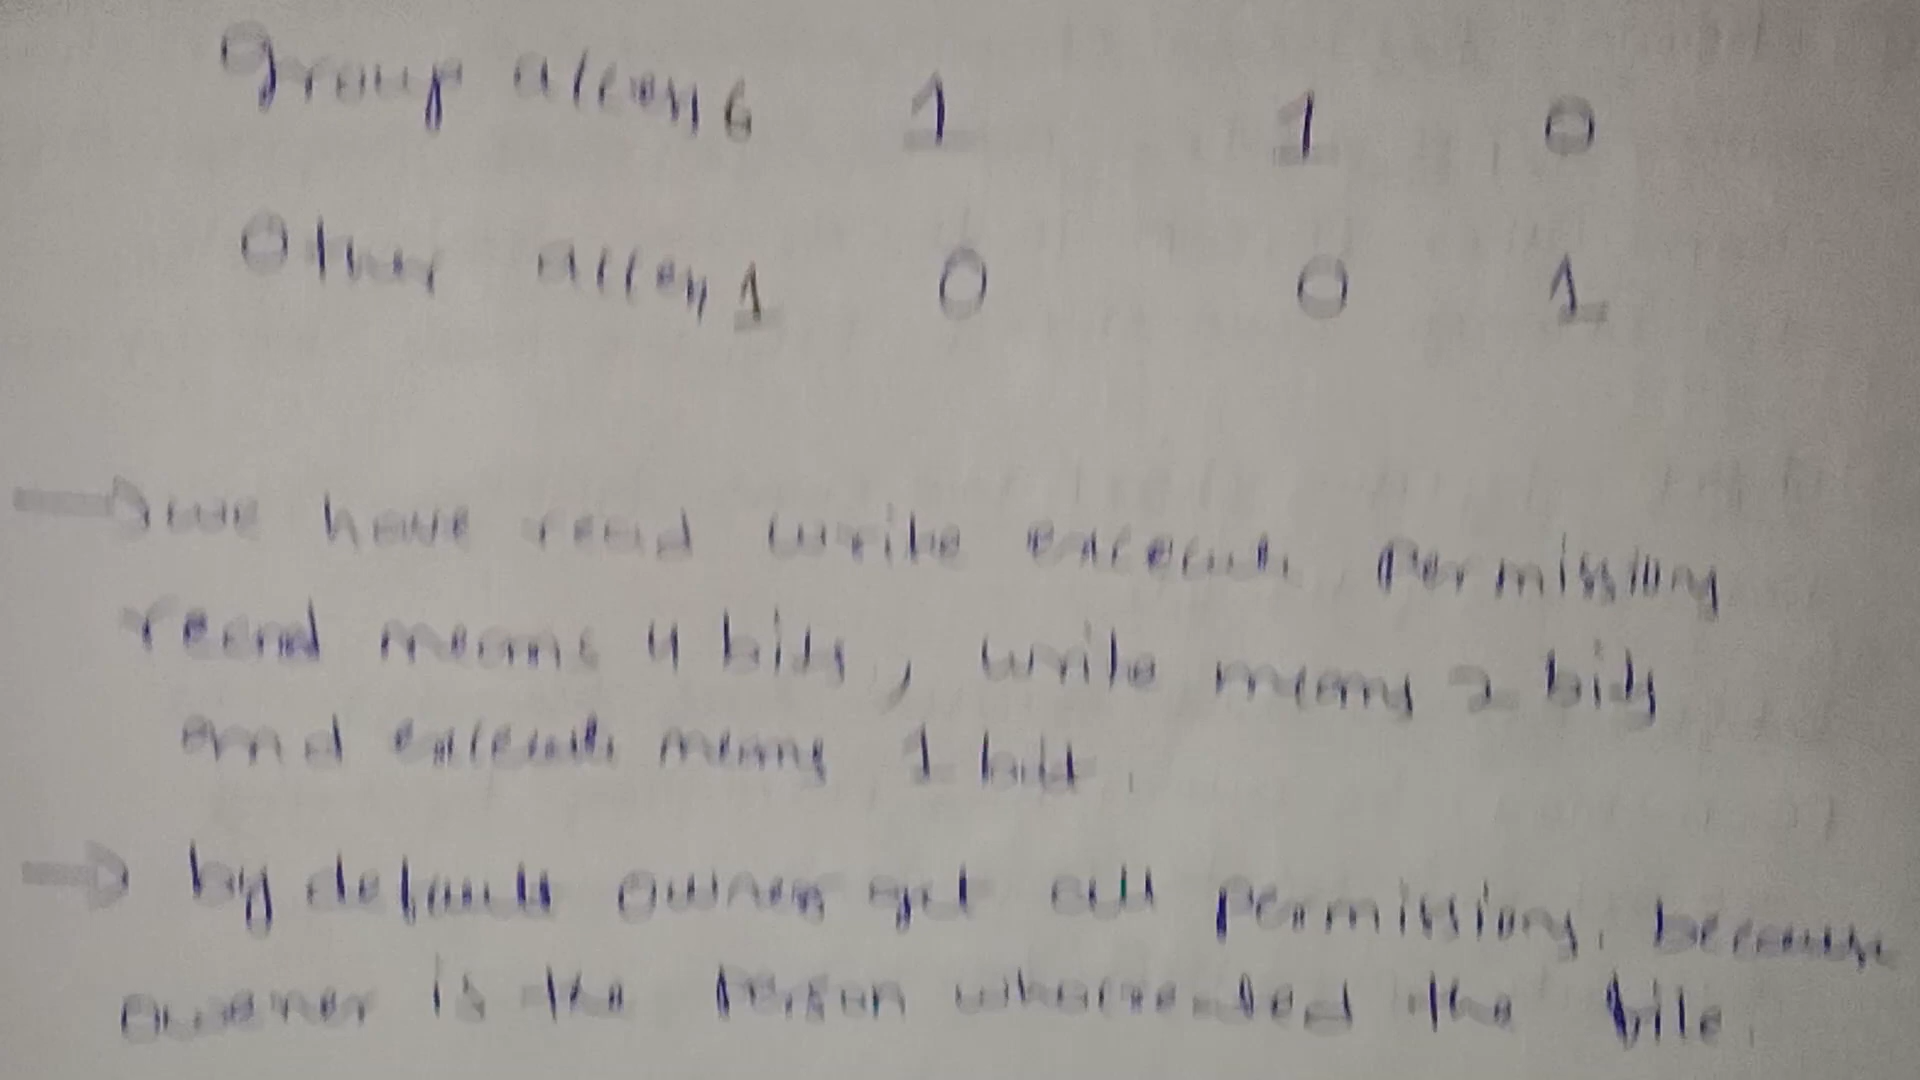 Group access 6 1 1 0
Other access 1 0 0 1
→ we have read write execute permissions
read means 4 bits, write means 2 bits
and execute means 1 bit.
→ by default owner get all permissions, because
owner is the person who created the file.